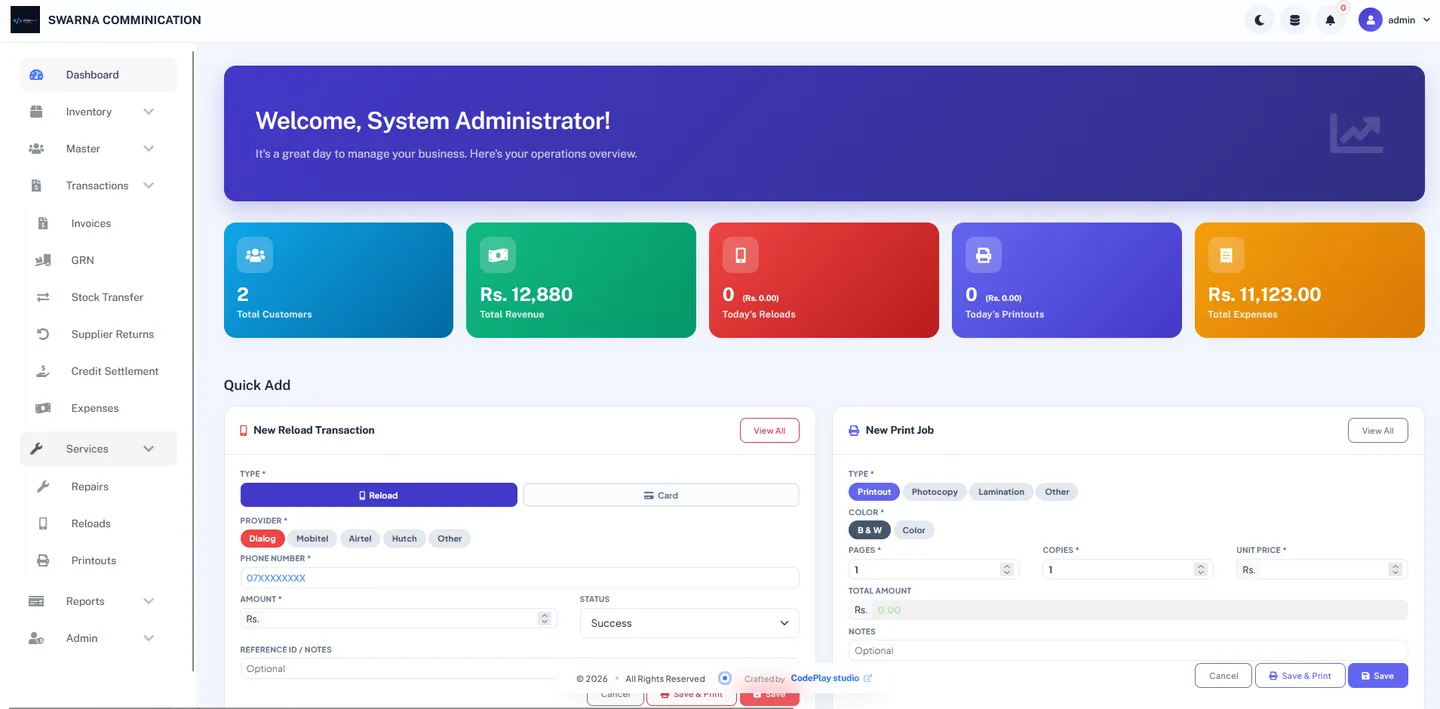 SWARNA COMMINICATION
0
admin
Dashboard
Inventory
Master
Transactions
Invoices
GRN
Stock Transfer
Supplier Returns
Credit Settlement
Expenses
Services
Repairs
Reloads
Printouts
Reports
Admin
Welcome, System Administrator!
It's a great day to manage your business. Here's your operations overview.
2
Total Customers
Rs. 12,880
Total Revenue
0 (Rs. 0.00)
Today's Reloads
0 (Rs. 0.00)
Today's Printouts
Rs. 11,123.00
Total Expenses
Quick Add
New Reload Transaction
View All
TYPE *
Reload
Card
PROVIDER *
Dialog Mobitel Airtel Hutch Other
PHONE NUMBER *
07XXXXXXXX
AMOUNT * STATUS
Rs. Success
REFERENCE ID / NOTES
Optional
Cancel Save & Print Save
New Print Job
View All
TYPE *
Printout Photocopy Lamination Other
COLOR *
B & W Color
PAGES * COPIES * UNIT PRICE *
1 1 Rs.
TOTAL AMOUNT
Rs. 0.00
NOTES
Optional
Cancel Save & Print Save
© 2026 • All Rights Reserved Crafted by CodePlay studio